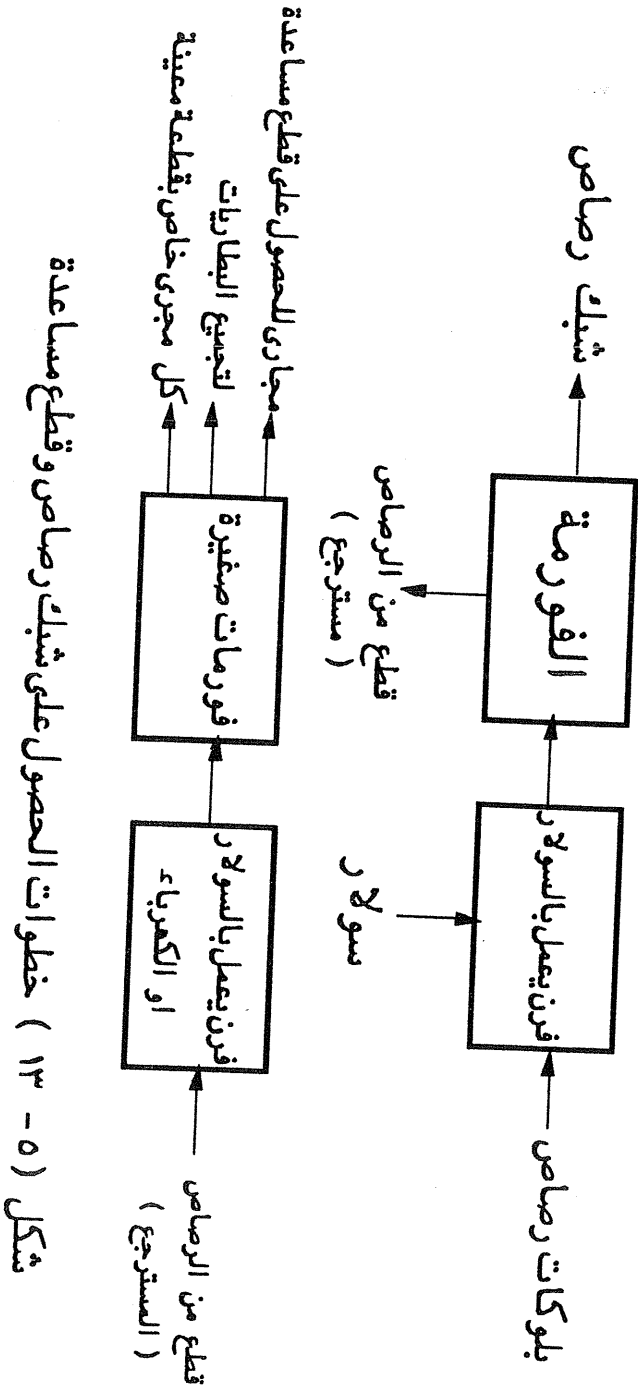 بلوكات رصاص
فرن يعمل بالسولار
سولار
الفورمة
شبك رصاص
قطع من الرصاص
( مسترجع )
قطع من الرصاص
( المسترجع )
فرن يعمل بالسولار
او الكهرباء
فورمات صغيرة
مجارى للحصول على قطع مساعدة
لتجميع البطاريات
كل مجرى خاص بقطعة معينة
شكل ( ٥ - ١٣ ) خطوات الحصول على شبك رصاص وقطع مساعدة